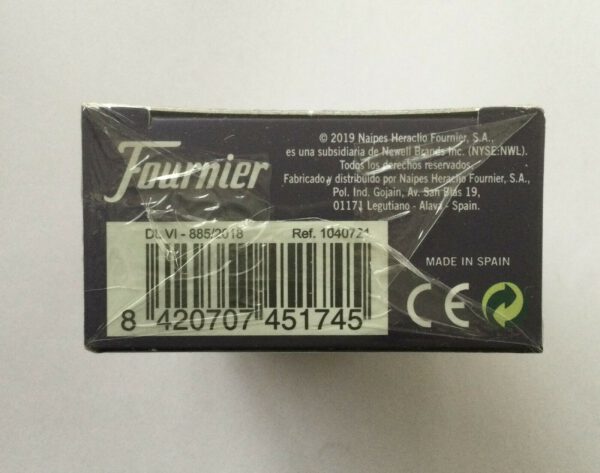 Fournier
© 2019 Naipes Heraclio Fournier, S.A.,
es una subsidiaria de Newell Brands Inc. (NYSE:NWL).
Todos los derechos reservados.
Fabricado y distribuido por Naipes Heraclio Fournier, S.A.,
Pol. Ind. Gojain, Av. San Blas 19,
01171 Legutiano - Alava - Spain.
DL VI - 885/2018 Ref. 1040721
MADE IN SPAIN
CE
8 420707 451745